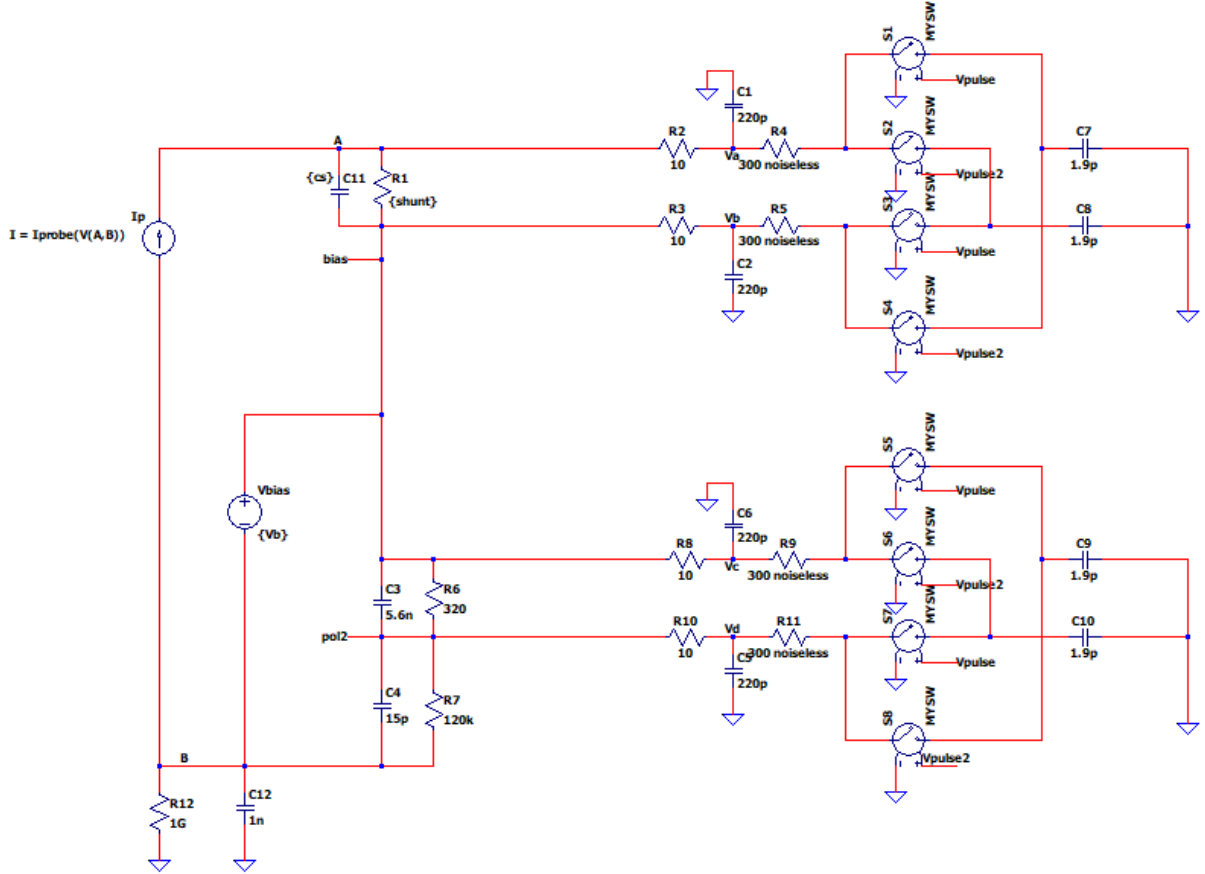 S1
MYSW
Vpulse
C1
220p
R2
10
Va
R4
300 noiseless
S2
MYSW
Vpulse2
C7
1.9p
A
{cs}
C11
R1
{shunt}
Ip
I = Iprobe(V(A,B))
R3
10
Vb
R5
300 noiseless
S3
MYSW
Vpulse
C8
1.9p
bias
C2
220p
S4
MYSW
Vpulse2
Vbias
{Vb}
S5
MYSW
Vpulse
C6
220p
R8
10
Vc
R9
300 noiseless
S6
MYSW
Vpulse2
C9
1.9p
C3
5.6n
R6
320
pol2
R10
10
Vd
R11
300 noiseless
S7
MYSW
Vpulse
C10
1.9p
C5
220p
C4
15p
R7
120k
S8
MYSW
Vpulse2
B
R12
1G
C12
1n